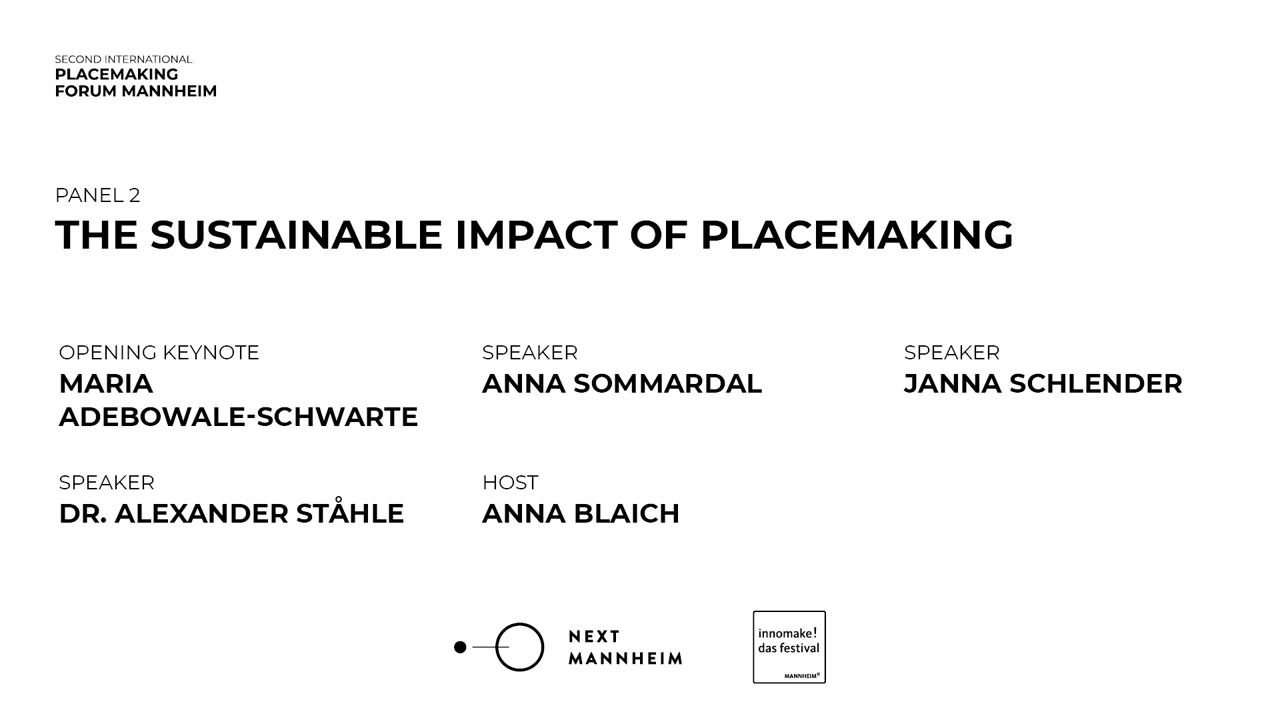 SECOND INTERNATIONAL
PLACEMAKING
FORUM MANNHEIM
PANEL 2
THE SUSTAINABLE IMPACT OF PLACEMAKING
OPENING KEYNOTE
MARIA
ADEBOWALE-SCHWARTE
SPEAKER
ANNA SOMMARDAL
SPEAKER
JANNA SCHLENDER
SPEAKER
DR. ALEXANDER STÅHLE
HOST
ANNA BLAICH
NEXT
MANNHEIM
innomake!
das festival
MANNHEIM²